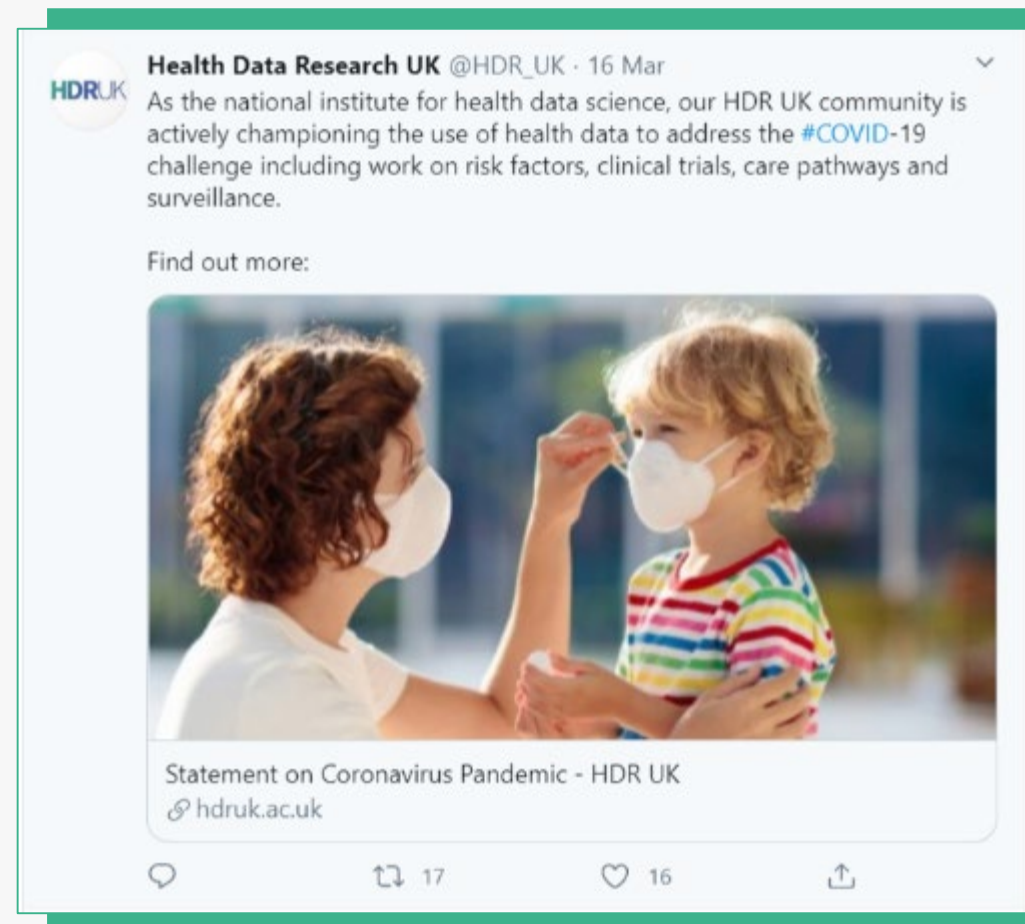 Health Data Research UK @HDR_UK · 16 Mar
HDRUK
As the national institute for health data science, our HDR UK community is
actively championing the use of health data to address the #COVID-19
challenge including work on risk factors, clinical trials, care pathways and
surveillance.
Find out more:
Statement on Coronavirus Pandemic - HDR UK
hdruk.ac.uk
17 16